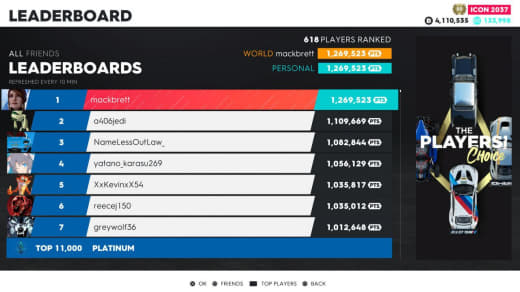 LEADERBOARD
ICON 2037
4,110,535
618 PLAYERS RANKED
ALL FRIENDS
WORLD mackbrett 1,269,523 PTS
LEADERBOARDS
PERSONAL 1,269,523 PTS
REFRESHED EVERY 10 MIN
1 mackbrett 1,269,523 PTS
2 a406jedi 1,109,669 PTS
3 NameLessOutLaw_ 1,082,844 PTS
4 yatano_karasu269 1,056,129 PTS
5 XxKevinxX54 1,035,817 PTS
6 reecej150 1,035,012 PTS
7 greywolf36 1,012,648 PTS
TOP 11,000 PLATINUM
THE
PLAYERS'
Choice
OK FRIENDS TOP PLAYERS BACK